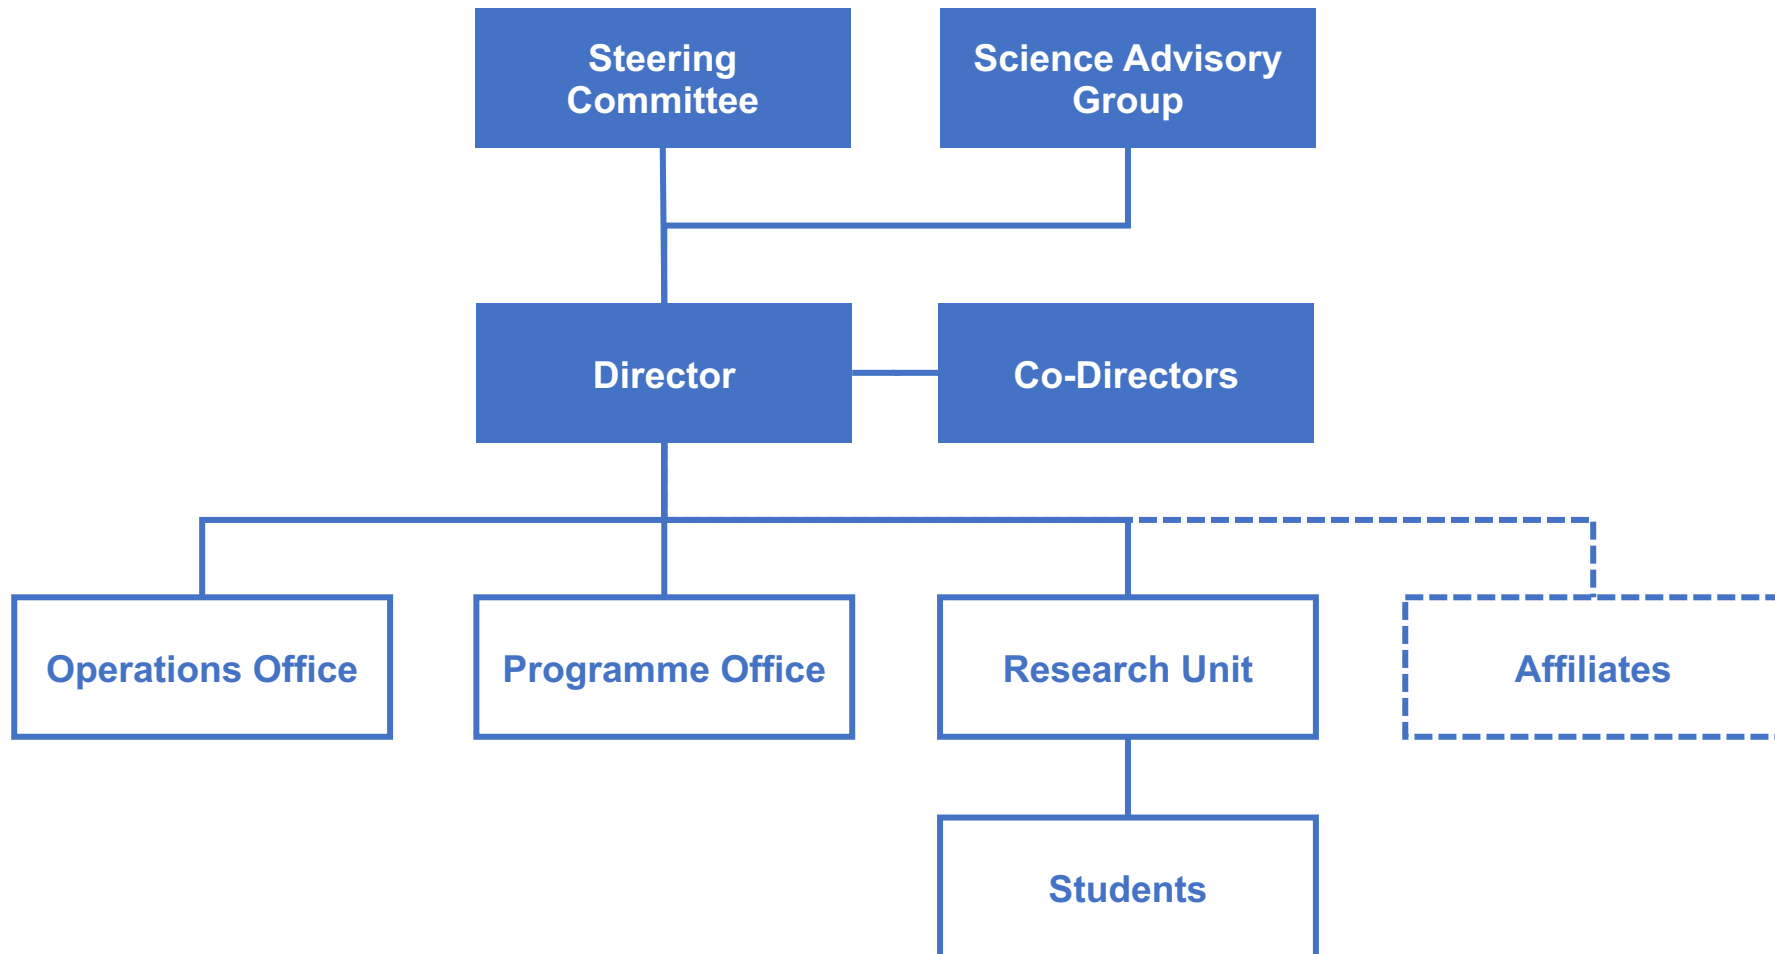 Steering
Committee
Science Advisory
Group
Director
Co-Directors
Operations Office
Programme Office
Research Unit
Affiliates
Students